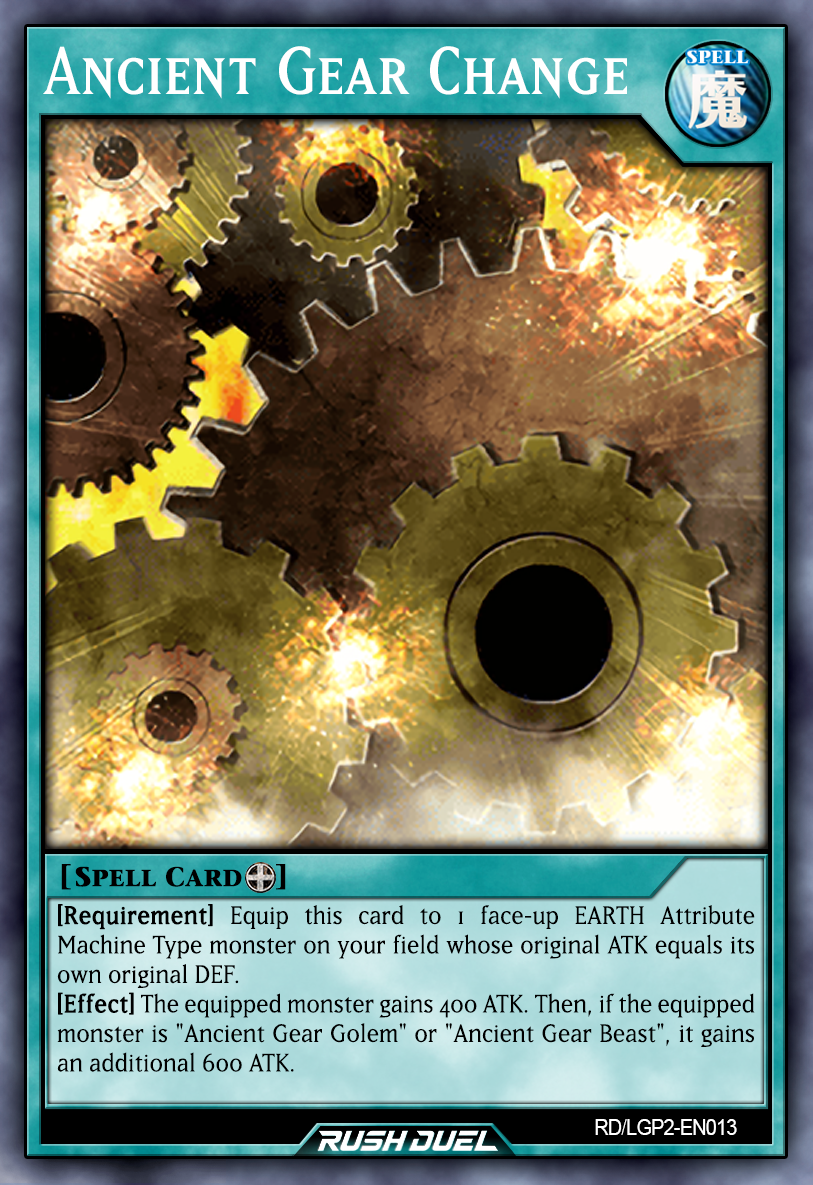 Ancient Gear Change
SPELL
魔
[Spell Card]
[Requirement] Equip this card to 1 face-up EARTH Attribute
Machine Type monster on your field whose original ATK equals its
own original DEF.
[Effect] The equipped monster gains 400 ATK. Then, if the equipped
monster is "Ancient Gear Golem" or "Ancient Gear Beast", it gains
an additional 600 ATK.
RD/LGP2-EN013
RUSH DUEL